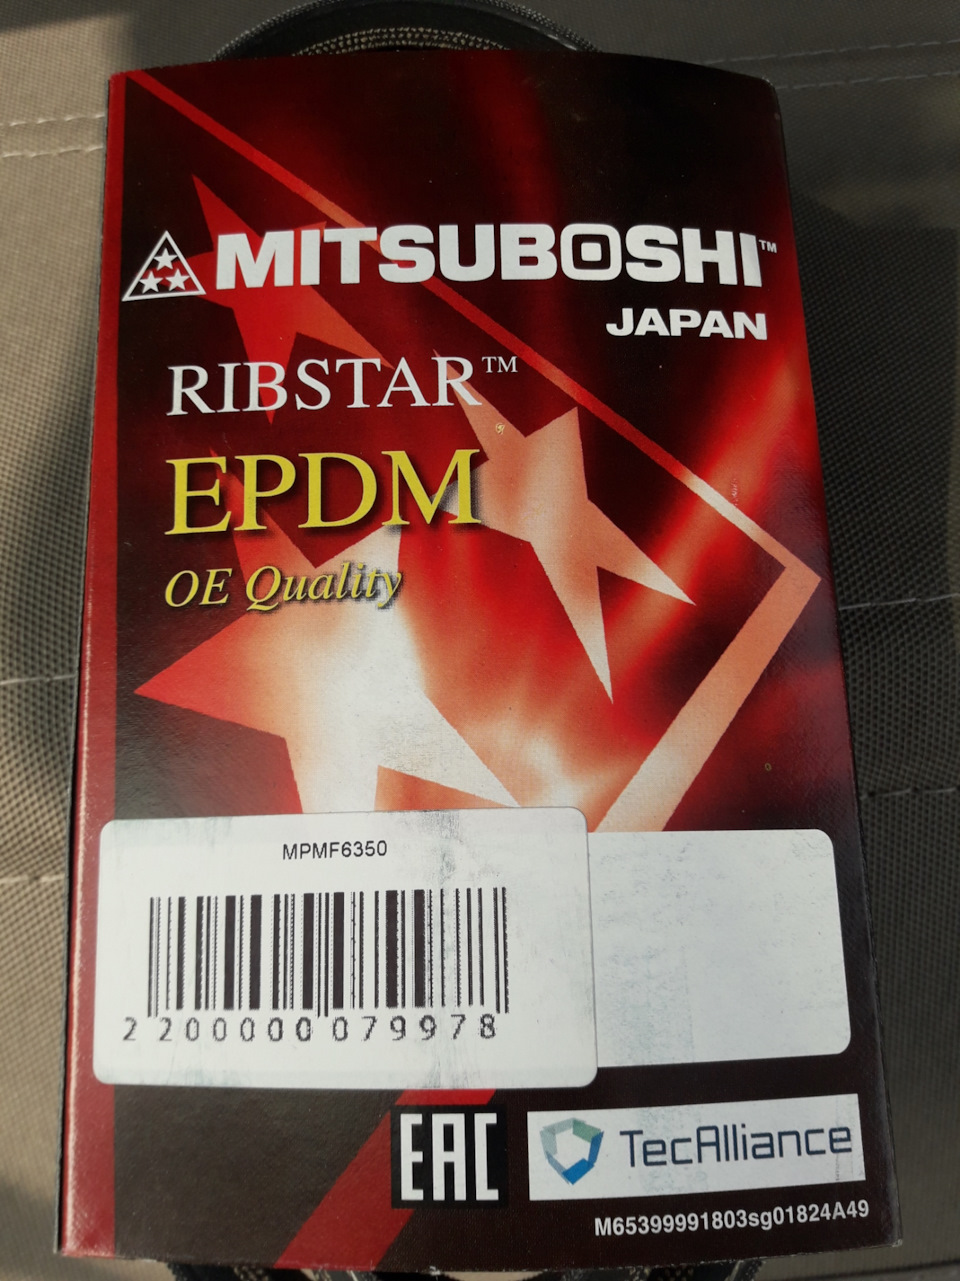 MITSUBOSHI™
JAPAN
RIBSTAR™
EPDM
OE Quality
MPMF6350
2 200000 079978
EAC
TecAlliance
M65399991803sg01824A49